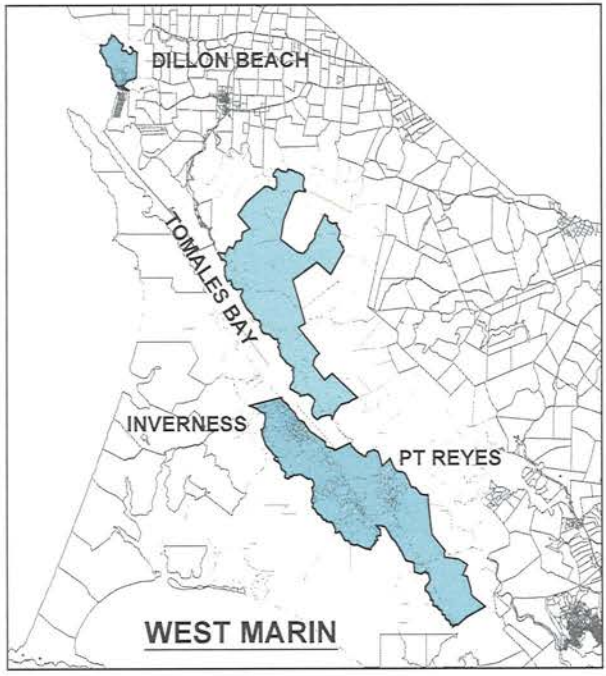 DILLON BEACH
TOMALES BAY
INVERNESS
PT REYES
WEST MARIN